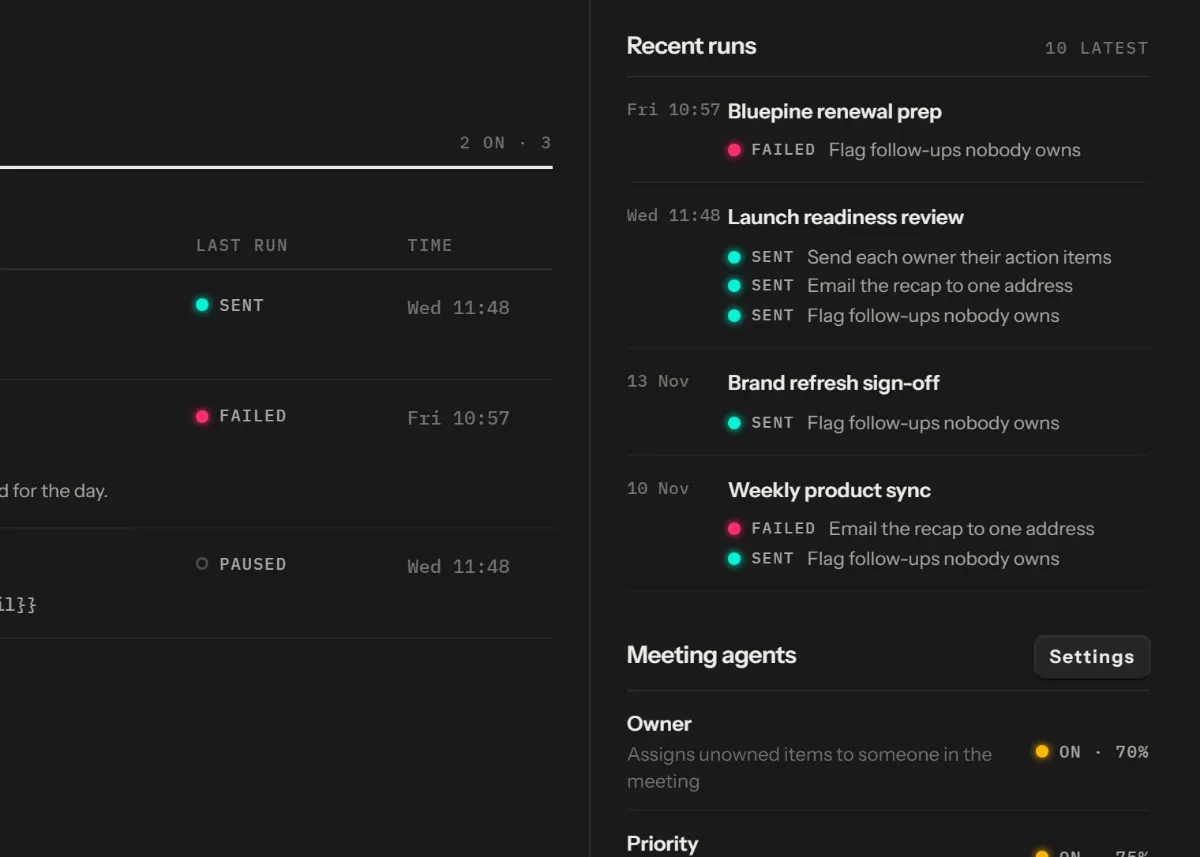 2 ON · 3
LAST RUN TIME
SENT Wed 11:48
FAILED Fri 10:57
d for the day.
PAUSED Wed 11:48
il}}
Recent runs 10 LATEST
Fri 10:57 Bluepine renewal prep
FAILED Flag follow-ups nobody owns
Wed 11:48 Launch readiness review
SENT Send each owner their action items
SENT Email the recap to one address
SENT Flag follow-ups nobody owns
13 Nov Brand refresh sign-off
SENT Flag follow-ups nobody owns
10 Nov Weekly product sync
FAILED Email the recap to one address
SENT Flag follow-ups nobody owns
Meeting agents Settings
Owner
Assigns unowned items to someone in the
meeting
ON · 70%
Priority
ON · 75%